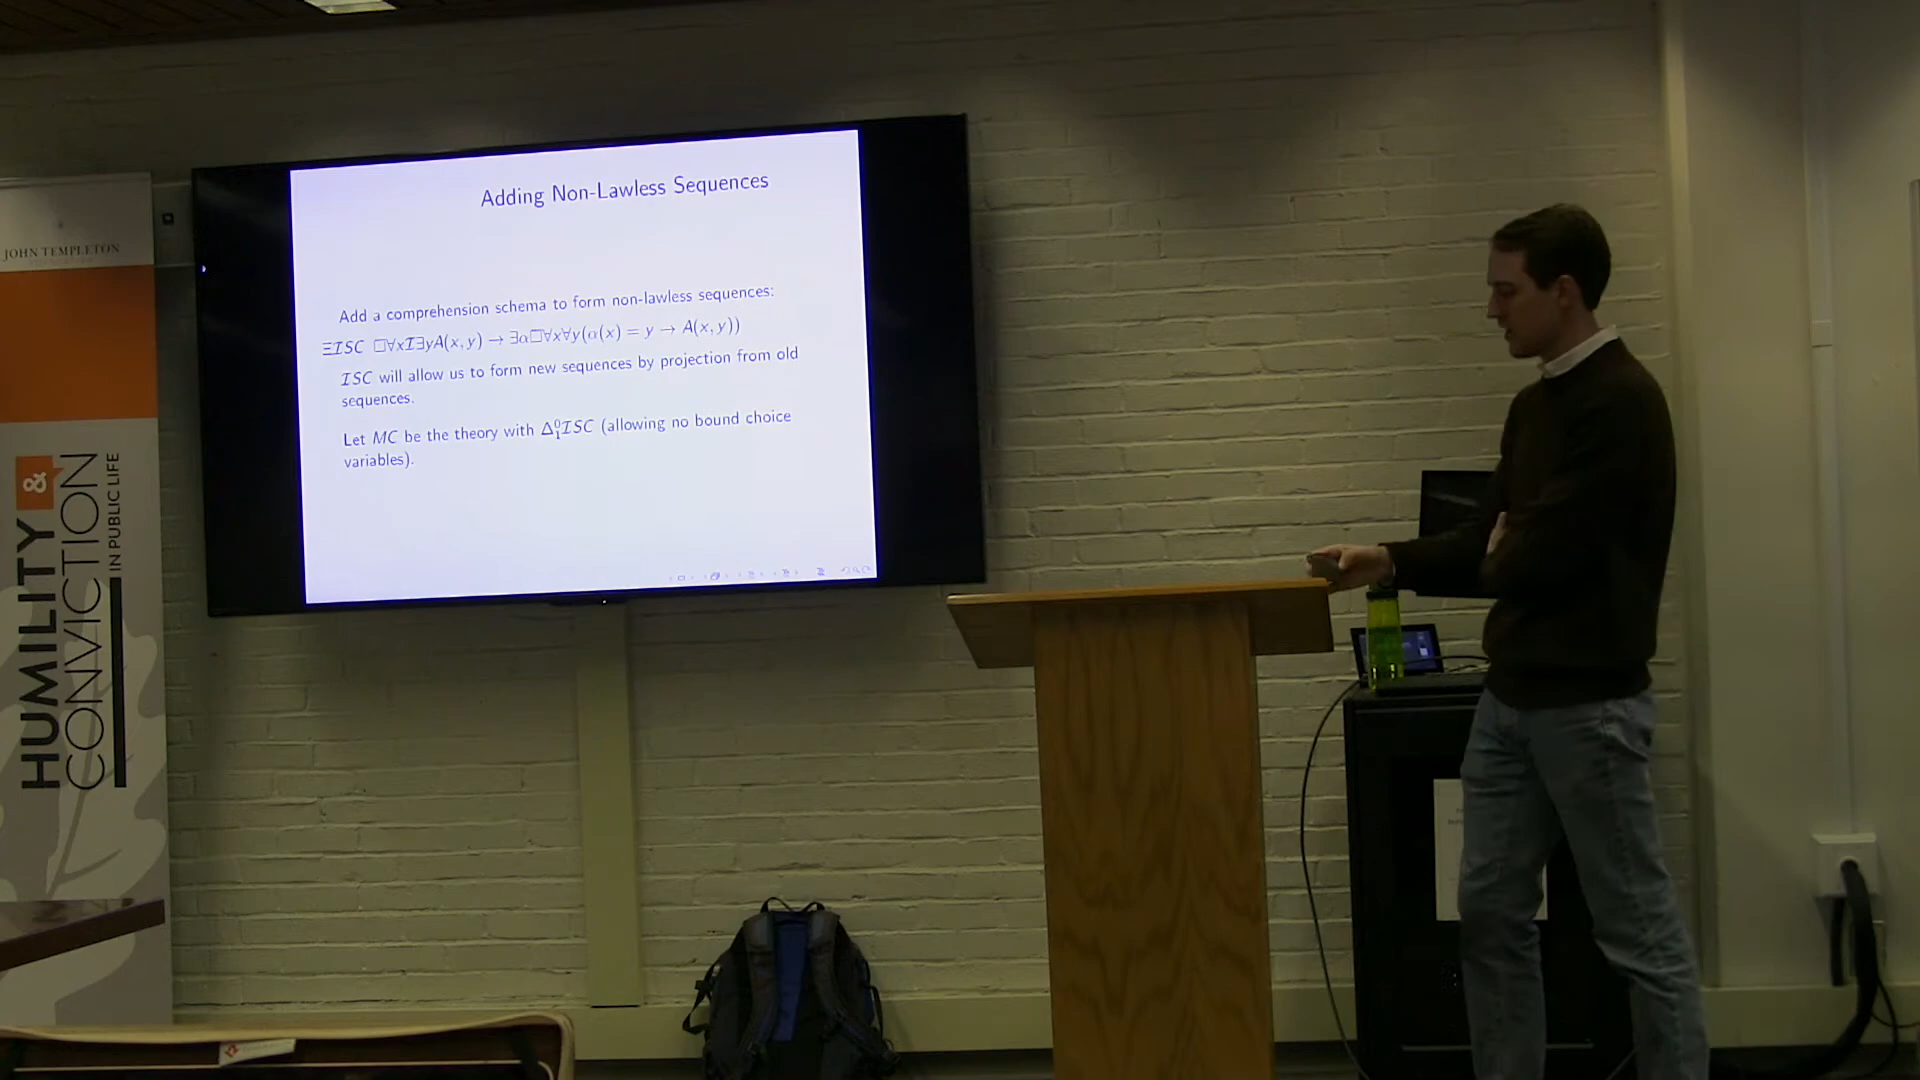 Adding Non-Lawless Sequences
Add a comprehension schema to form non-lawless sequences:
ΞℐSC □∀xℐ∃yA(x, y) → ∃α□∀x∀y(α(x) = y → A(x, y))
ℐSC will allow us to form new sequences by projection from old
sequences.
Let MC be the theory with Δ⁰₁ℐSC (allowing no bound choice
variables).
JOHN TEMPLETON
HUMILITY &
CONVICTION
IN PUBLIC LIFE